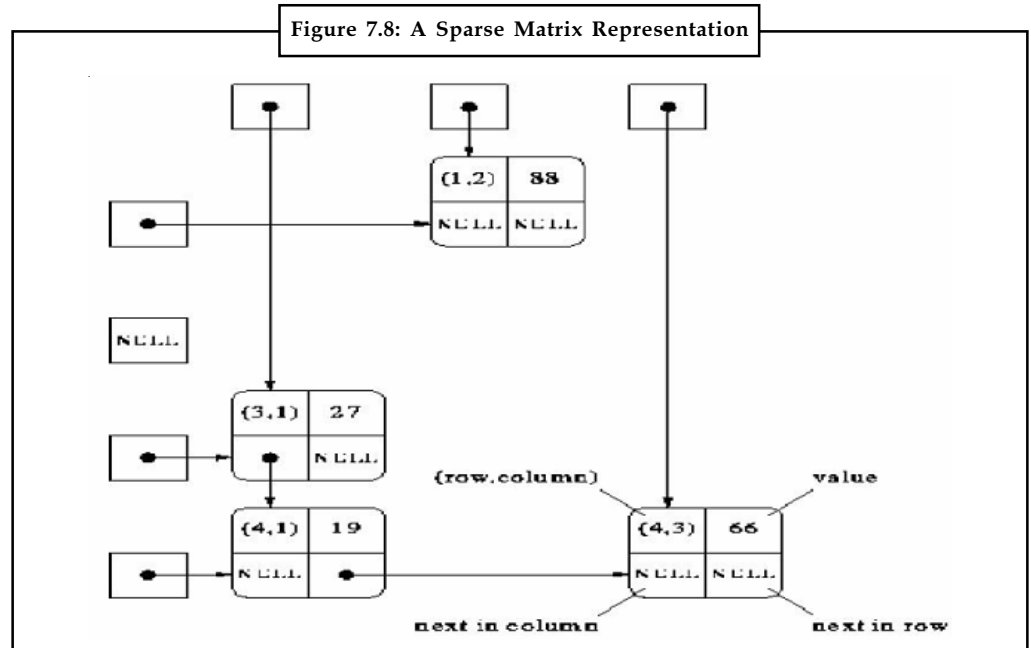 Figure 7.8: A Sparse Matrix Representation
(1,2) 88
NULL NULL
NULL
(3,1) 27
NULL
(row,column) value
(4,1) 19
(4,3) 66
NULL
NULL NULL
next in column next in row